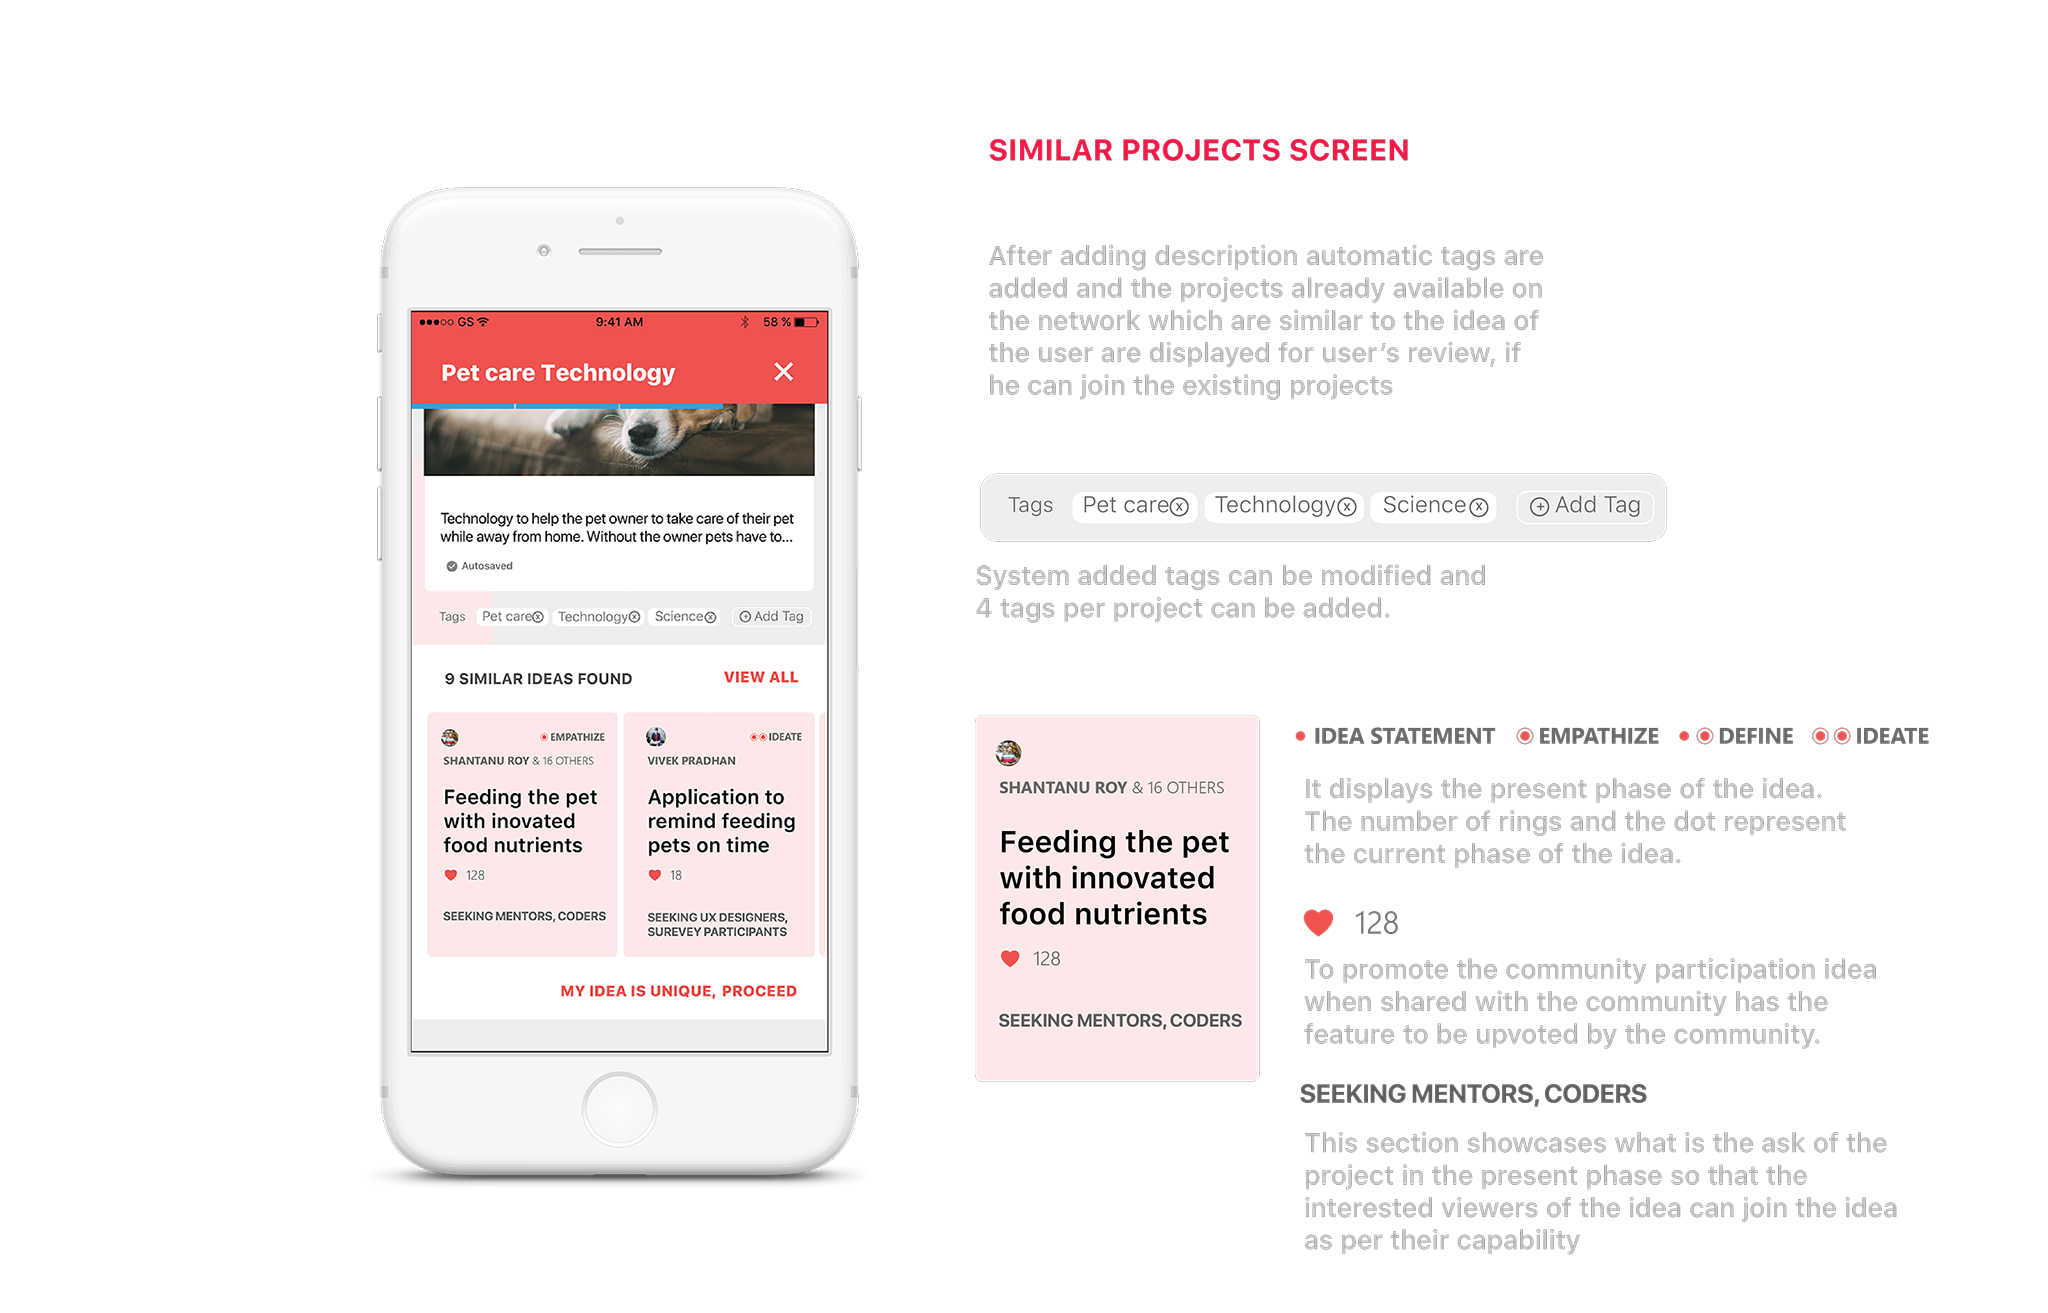 SIMILAR PROJECTS SCREEN
After adding description automatic tags are
added and the projects already available on
the network which are similar to the idea of
the user are displayed for user's review, if
he can join the existing projects
GS 9:41 AM 58 %
Pet care Technology
Technology to help the pet owner to take care of their pet
while away from home. Without the owner pets have to...
Autosaved
Tags Pet care Technology Science Add Tag
9 SIMILAR IDEAS FOUND VIEW ALL
EMPATHIZE
SHANTANU ROY & 16 OTHERS
Feeding the pet
with inovated
food nutrients
128
SEEKING MENTORS, CODERS
IDEATE
VIVEK PRADHAN
Application to
remind feeding
pets on time
18
SEEKING UX DESIGNERS,
SUREVEY PARTICIPANTS
MY IDEA IS UNIQUE, PROCEED
Tags Pet care Technology Science Add Tag
System added tags can be modified and
4 tags per project can be added.
SHANTANU ROY & 16 OTHERS
Feeding the pet
with innovated
food nutrients
128
SEEKING MENTORS, CODERS
IDEA STATEMENT EMPATHIZE DEFINE IDEATE
It displays the present phase of the idea.
The number of rings and the dot represent
the current phase of the idea.
128
To promote the community participation idea
when shared with the community has the
feature to be upvoted by the community.
SEEKING MENTORS, CODERS
This section showcases what is the ask of the
project in the present phase so that the
interested viewers of the idea can join the idea
as per their capability